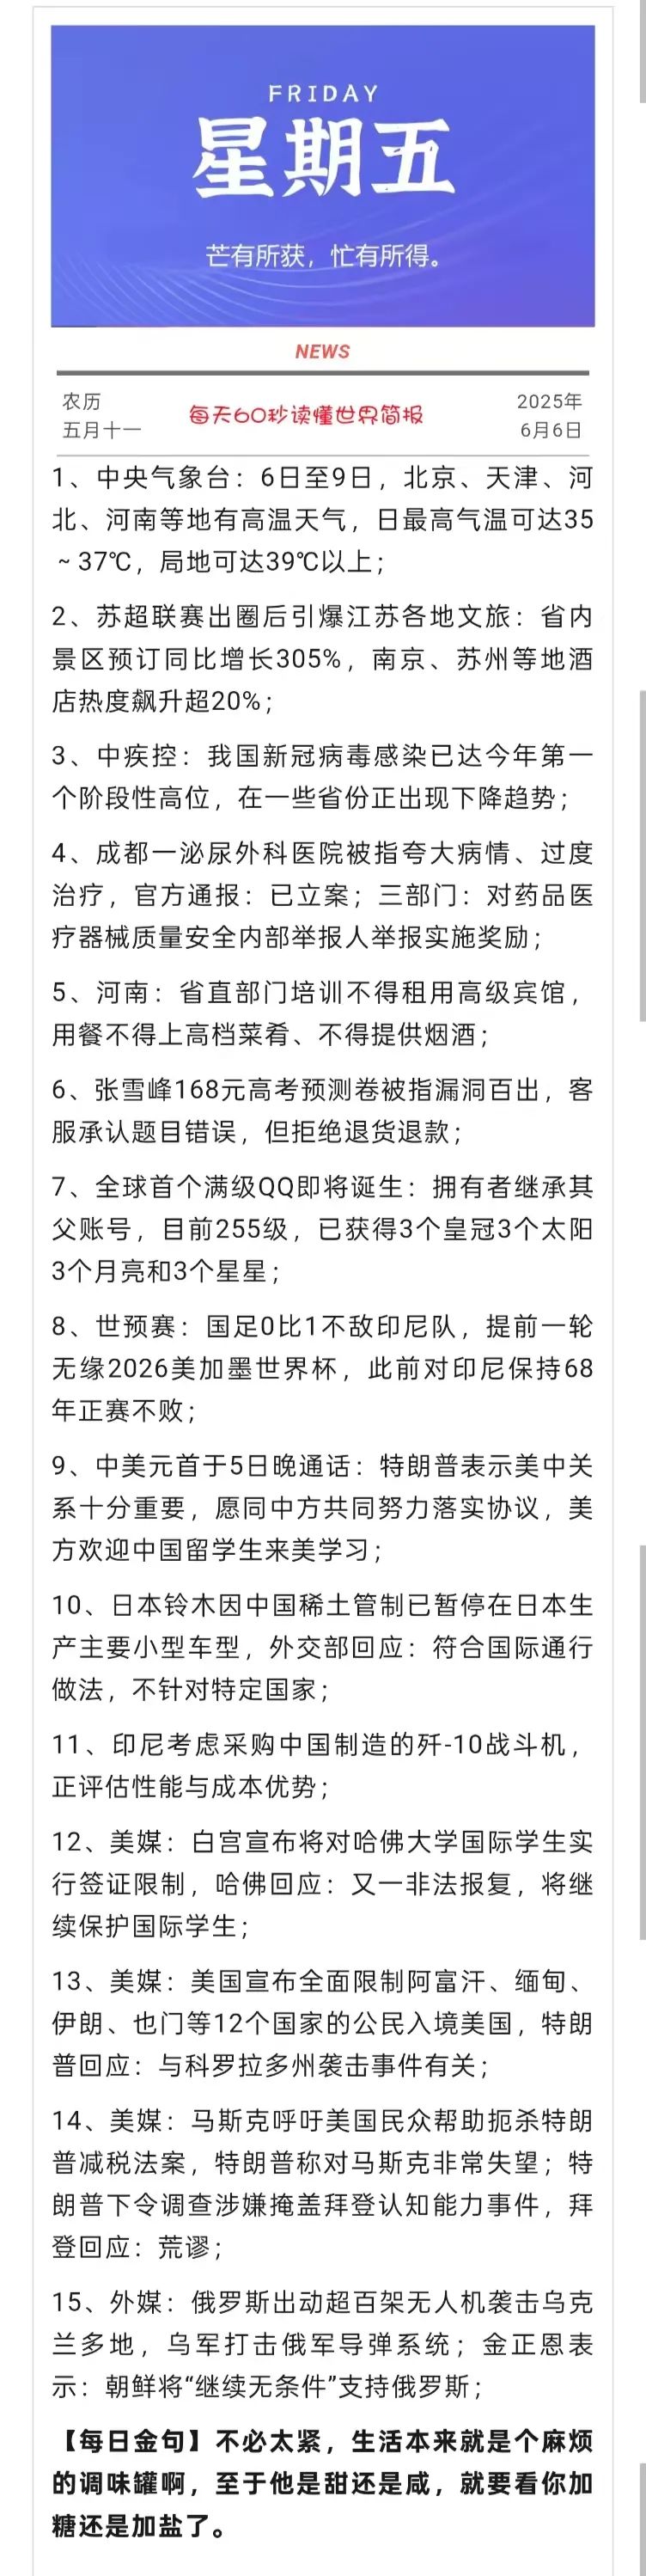 FRIDAY
星期五
芒有所获，忙有所得。
NEWS
农历
五月十一
每天60秒读懂世界简报
2025年
6月6日
1、中央气象台：6日至9日，北京、天津、河
北、河南等地有高温天气，日最高气温可达35
~37℃，局地可达39℃以上；
2、苏超联赛出圈后引爆江苏各地文旅：省内
景区预订同比增长305%，南京、苏州等地酒
店热度飙升超20%；
3、中疾控：我国新冠病毒感染已达今年第一
个阶段性高位，在一些省份正出现下降趋势；
4、成都一泌尿外科医院被指夸大病情、过度
治疗，官方通报：已立案；三部门：对药品医
疗器械质量安全内部举报人举报实施奖励；
5、河南：省直部门培训不得租用高级宾馆，
用餐不得上高档菜肴、不得提供烟酒；
6、张雪峰168元高考预测卷被指漏洞百出，客
服承认题目错误，但拒绝退货退款；
7、全球首个满级QQ即将诞生：拥有者继承其
父账号，目前255级，已获得3个皇冠3个太阳
3个月亮和3个星星；
8、世预赛：国足0比1不敌印尼队，提前一轮
无缘2026美加墨世界杯，此前对印尼保持68
年正赛不败；
9、中美元首于5日晚通话：特朗普表示美中关
系十分重要，愿同中方共同努力落实协议，美
方欢迎中国留学生来美学习；
10、日本铃木因中国稀土管制已暂停在日本生
产主要小型车型，外交部回应：符合国际通行
做法，不针对特定国家；
11、印尼考虑采购中国制造的歼-10战斗机，
正评估性能与成本优势；
12、美媒：白宫宣布将对哈佛大学国际学生实
行签证限制，哈佛回应：又一非法报复，将继
续保护国际学生；
13、美媒：美国宣布全面限制阿富汗、缅甸、
伊朗、也门等12个国家的公民入境美国，特朗
普回应：与科罗拉多州袭击事件有关；
14、美媒：马斯克呼吁美国民众帮助扼杀特朗
普减税法案，特朗普称对马斯克非常失望；特
朗普下令调查涉嫌掩盖拜登认知能力事件，拜
登回应：荒谬；
15、外媒：俄罗斯出动超百架无人机袭击乌克
兰多地，乌军打击俄军导弹系统；金正恩表
示：朝鲜将“继续无条件”支持俄罗斯；
【每日金句】不必太紧，生活本来就是个麻烦
的调味罐啊，至于他是甜还是咸，就要看你加
糖还是加盐了。